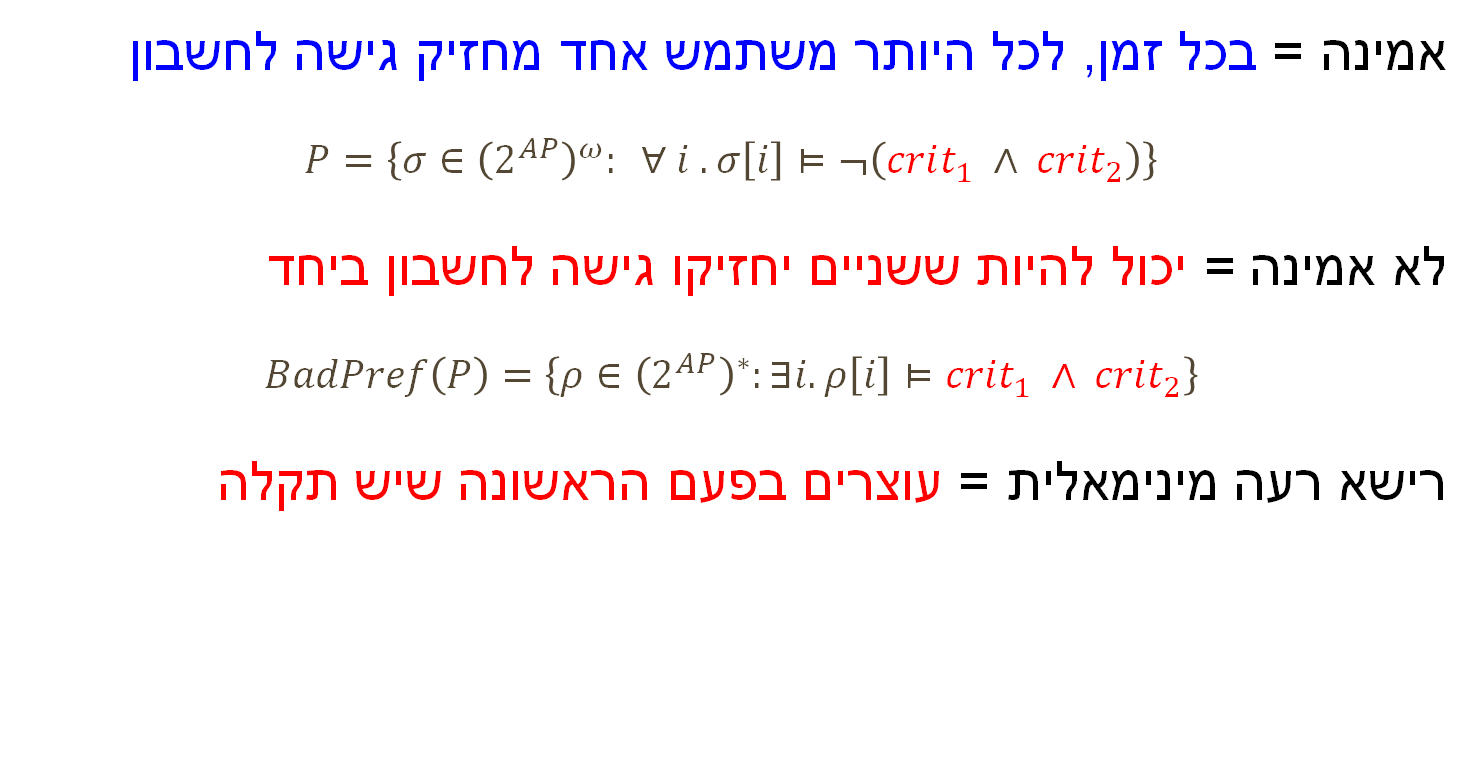 אמינה = בכל זמן, לכל היותר משתמש אחד מחזיק גישה לחשבון
P = {σ ∈ (2^{AP})^ω: ∀ i . σ[i] ⊨ ¬(crit_1 ∧ crit_2)}
לא אמינה = יכול להיות ששניים יחזיקו גישה לחשבון ביחד
BadPref(P) = {ρ ∈ (2^{AP})^*: ∃i. ρ[i] ⊨ crit_1 ∧ crit_2}
רישא רעה מינימאלית = עוצרים בפעם הראשונה שיש תקלה